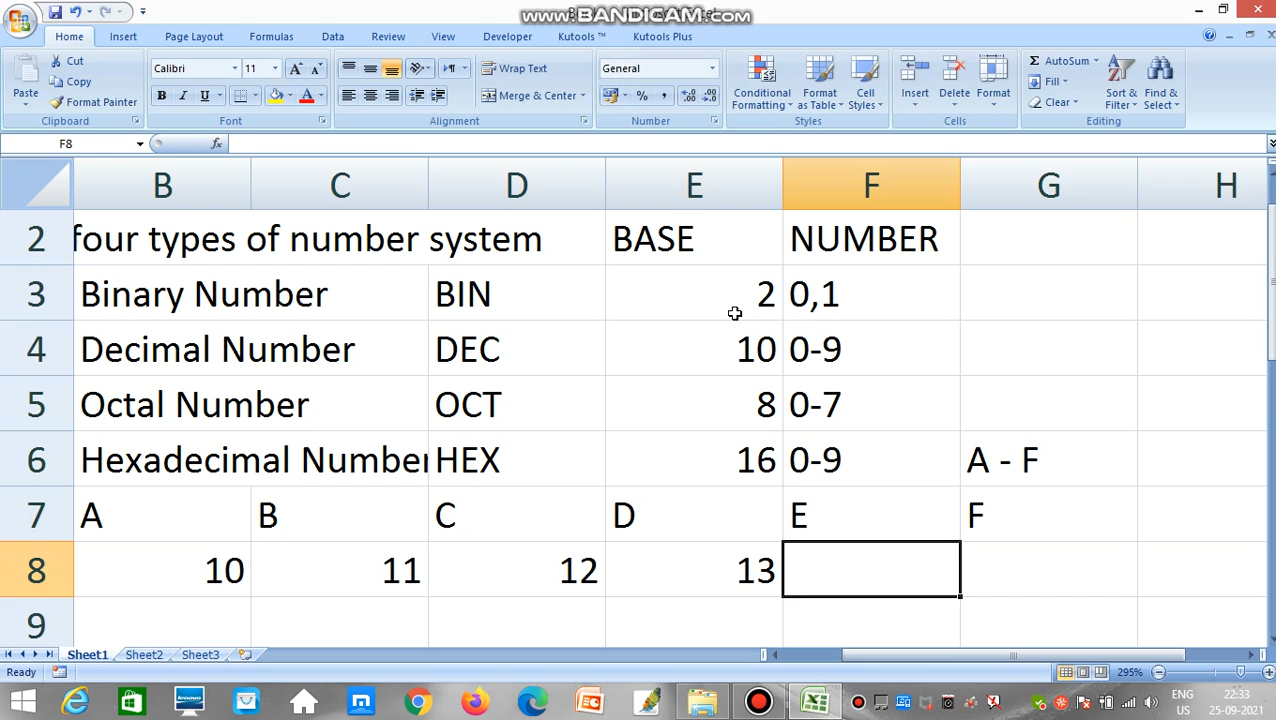 www.BANDICAM.com
Home Insert Page Layout Formulas Data Review View Developer Kutools ™ Kutools Plus
Paste Cut Copy Format Painter Clipboard
Calibri 11 B I U A Font
Wrap Text Merge & Center Alignment
General % , Number
Conditional Formatting Format as Table Cell Styles Styles
Insert Delete Format Cells
Σ AutoSum Fill Clear Sort & Filter Find & Select Editing
F8 fx
B C D E F G H
2 four types of number system BASE NUMBER
3 Binary Number BIN 2 0,1
4 Decimal Number DEC 10 0-9
5 Octal Number OCT 8 0-7
6 Hexadecimal Number HEX 16 0-9 A - F
7 A B C D E F
8 10 11 12 13
9
Sheet1 Sheet2 Sheet3
Ready 295%
ENG 22:33
US 25-09-2021